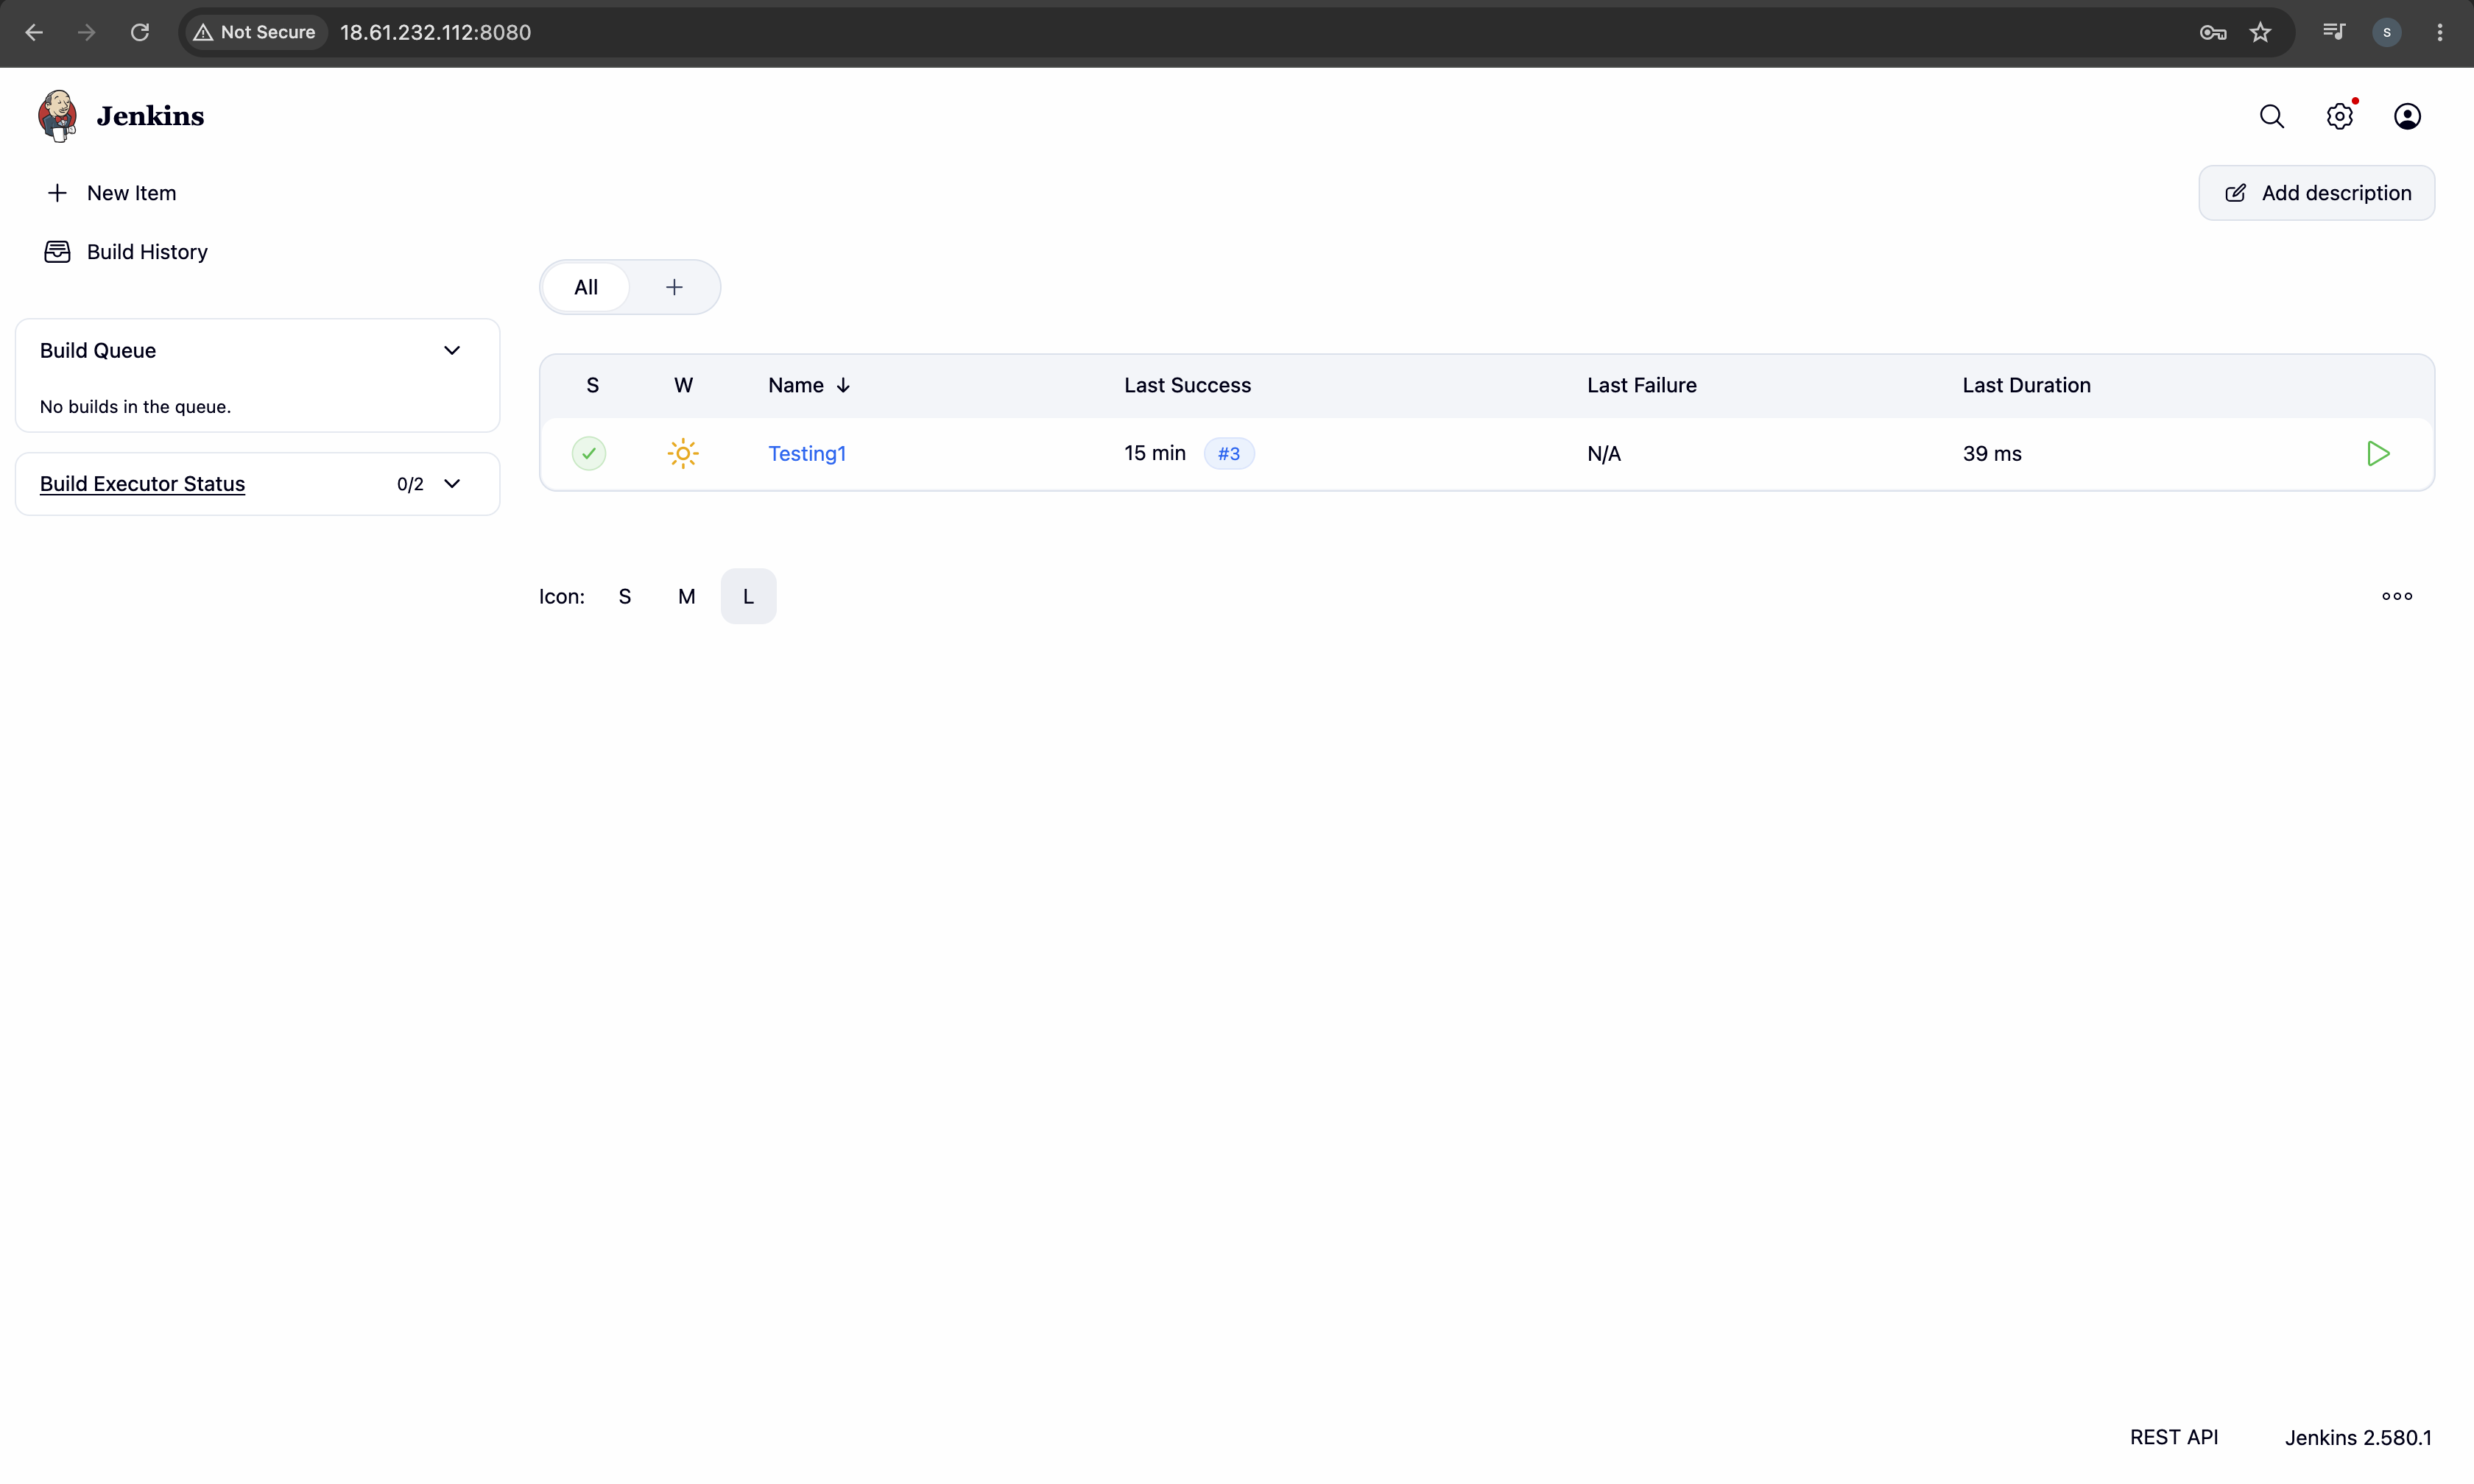 Not Secure 18.61.232.112:8080 s
Jenkins
New Item
Add description
Build History
All
Build Queue
No builds in the queue.
Build Executor Status 0/2
S W Name ↓ Last Success Last Failure Last Duration
Testing1 15 min #3 N/A 39 ms
Icon: S M L
REST API Jenkins 2.580.1